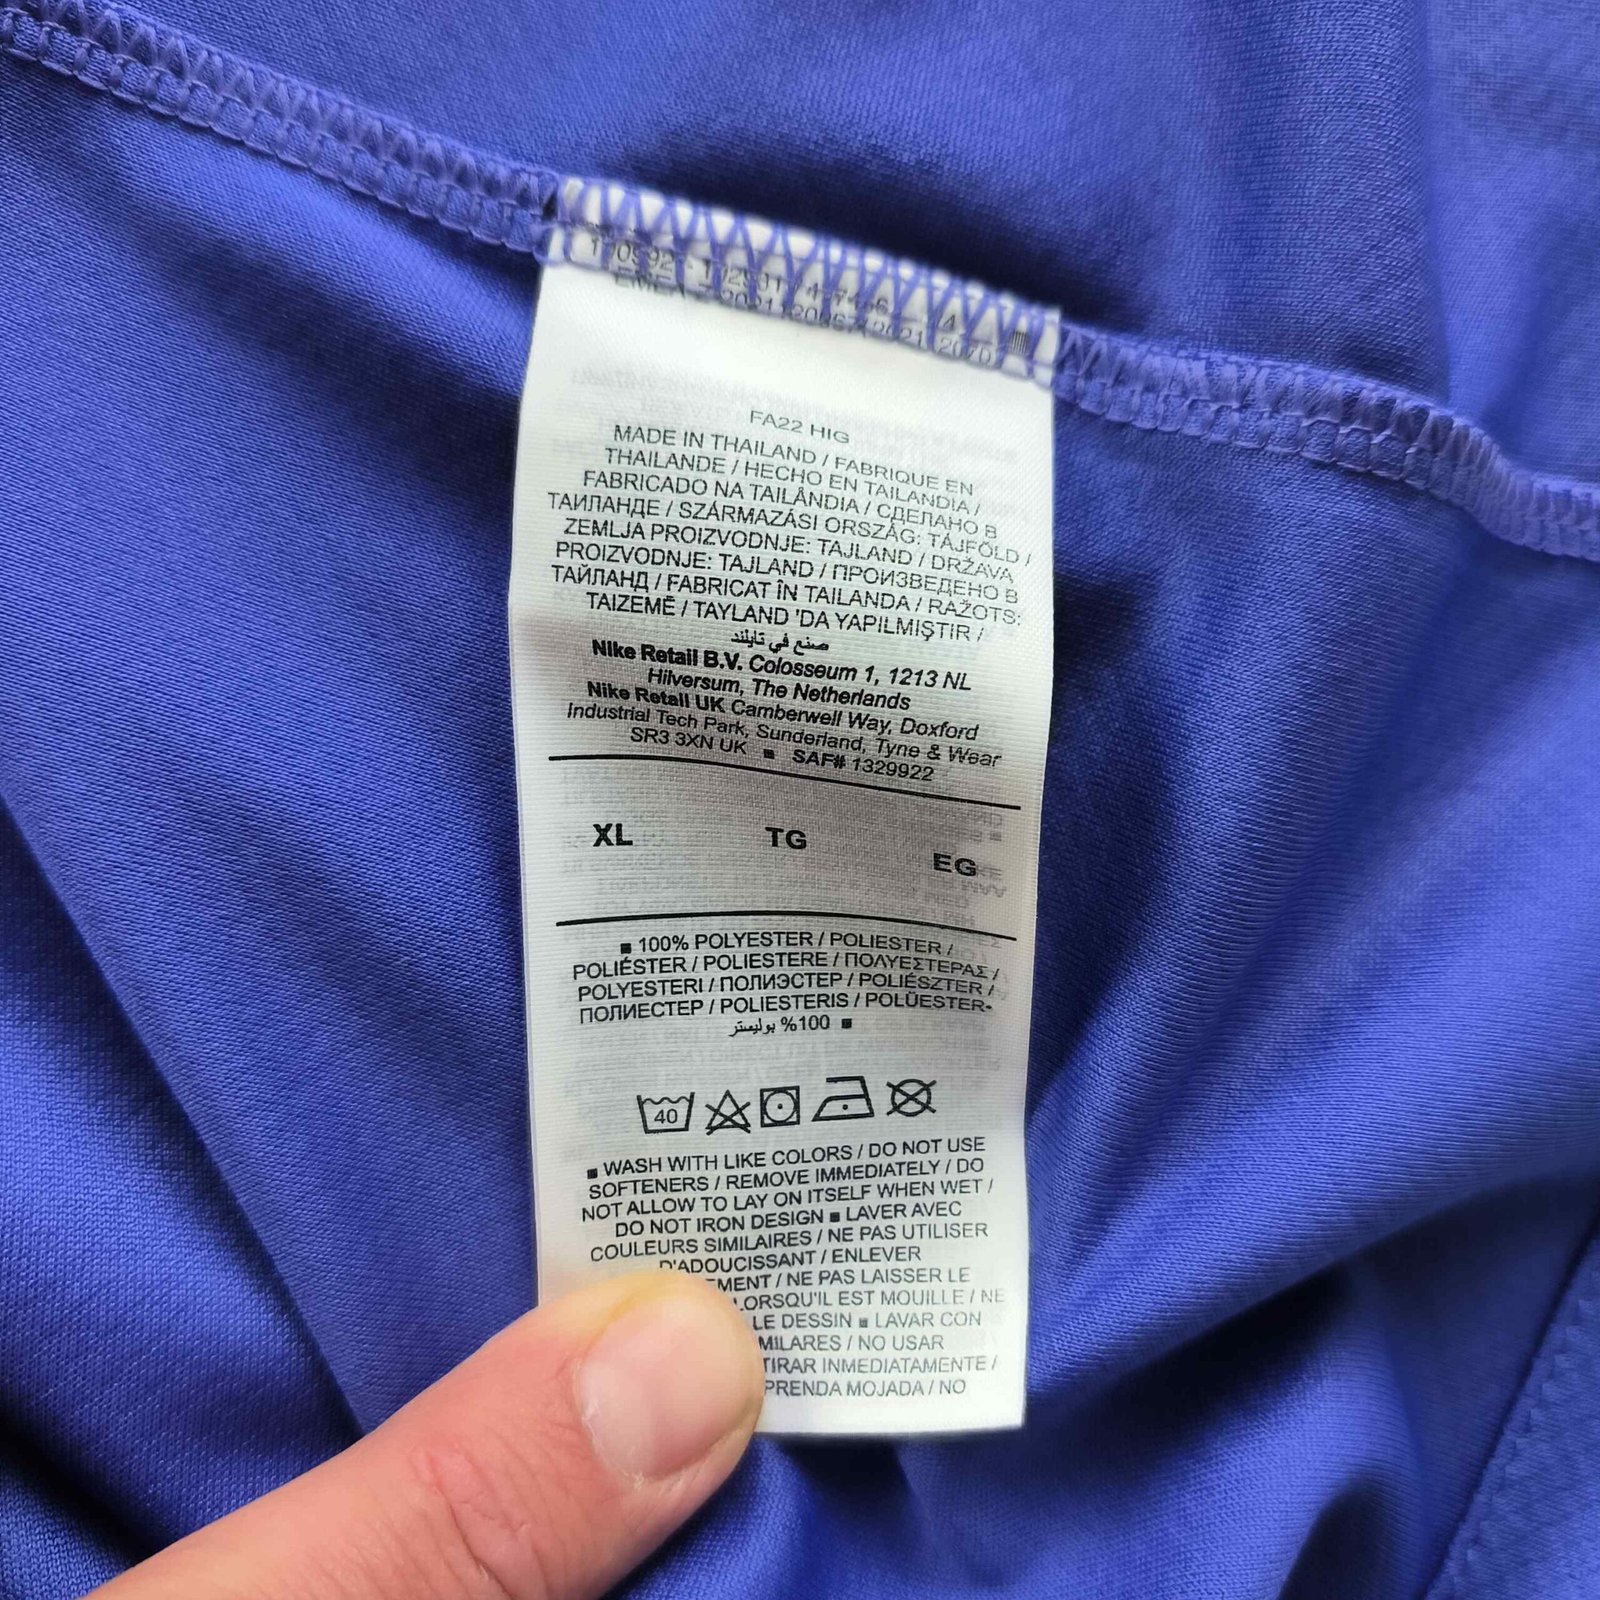 FA22 HIG
MADE IN THAILAND / FABRIQUE EN
THAILANDE / HECHO EN TAILANDIA /
FABRICADO NA TAILÂNDIA / СДЕЛАНО В
ТАИЛАНДЕ / SZÁRMAZÁSI ORSZÁG: TÁJFÖLD /
ZEMLJA PROIZVODNJE: TAJLAND / DRŽAVA
PROIZVODNJE: TAJLAND / ПРОИЗВЕДЕНО В
ТАЙЛАНД / FABRICAT ÎN TAILANDA / RAŽOTS:
TAIZEMĒ / TAYLAND 'DA YAPILMIŞTIR /
صنع في تايلند
Nike Retail B.V. Colosseum 1, 1213 NL
Hilversum, The Netherlands
Nike Retail UK Camberwell Way, Doxford
Industrial Tech Park, Sunderland, Tyne & Wear
SR3 3XN UK ■ SAF# 1329922
XL TG EG
■ 100% POLYESTER / POLIESTER /
POLIÉSTER / POLIESTERE / ΠΟΛΥΕΣΤΕΡΑΣ /
POLYESTERI / ПОЛИЭСТЕР / POLIÉSZTER /
ПОЛИЕСТЕР / POLIESTERIS / POLÜESTER-
100% بوليستر ■
40
■ WASH WITH LIKE COLORS / DO NOT USE
SOFTENERS / REMOVE IMMEDIATELY / DO
NOT ALLOW TO LAY ON ITSELF WHEN WET /
DO NOT IRON DESIGN ■ LAVER AVEC
COULEURS SIMILAIRES / NE PAS UTILISER
D'ADOUCISSANT / ENLEVER
EMENT / NE PAS LAISSER LE
LORSQU'IL EST MOUILLE / NE
LE DESSIN ■ LAVAR CON
MILARES / NO USAR
TIRAR INMEDIATAMENTE /
PRENDA MOJADA / NO